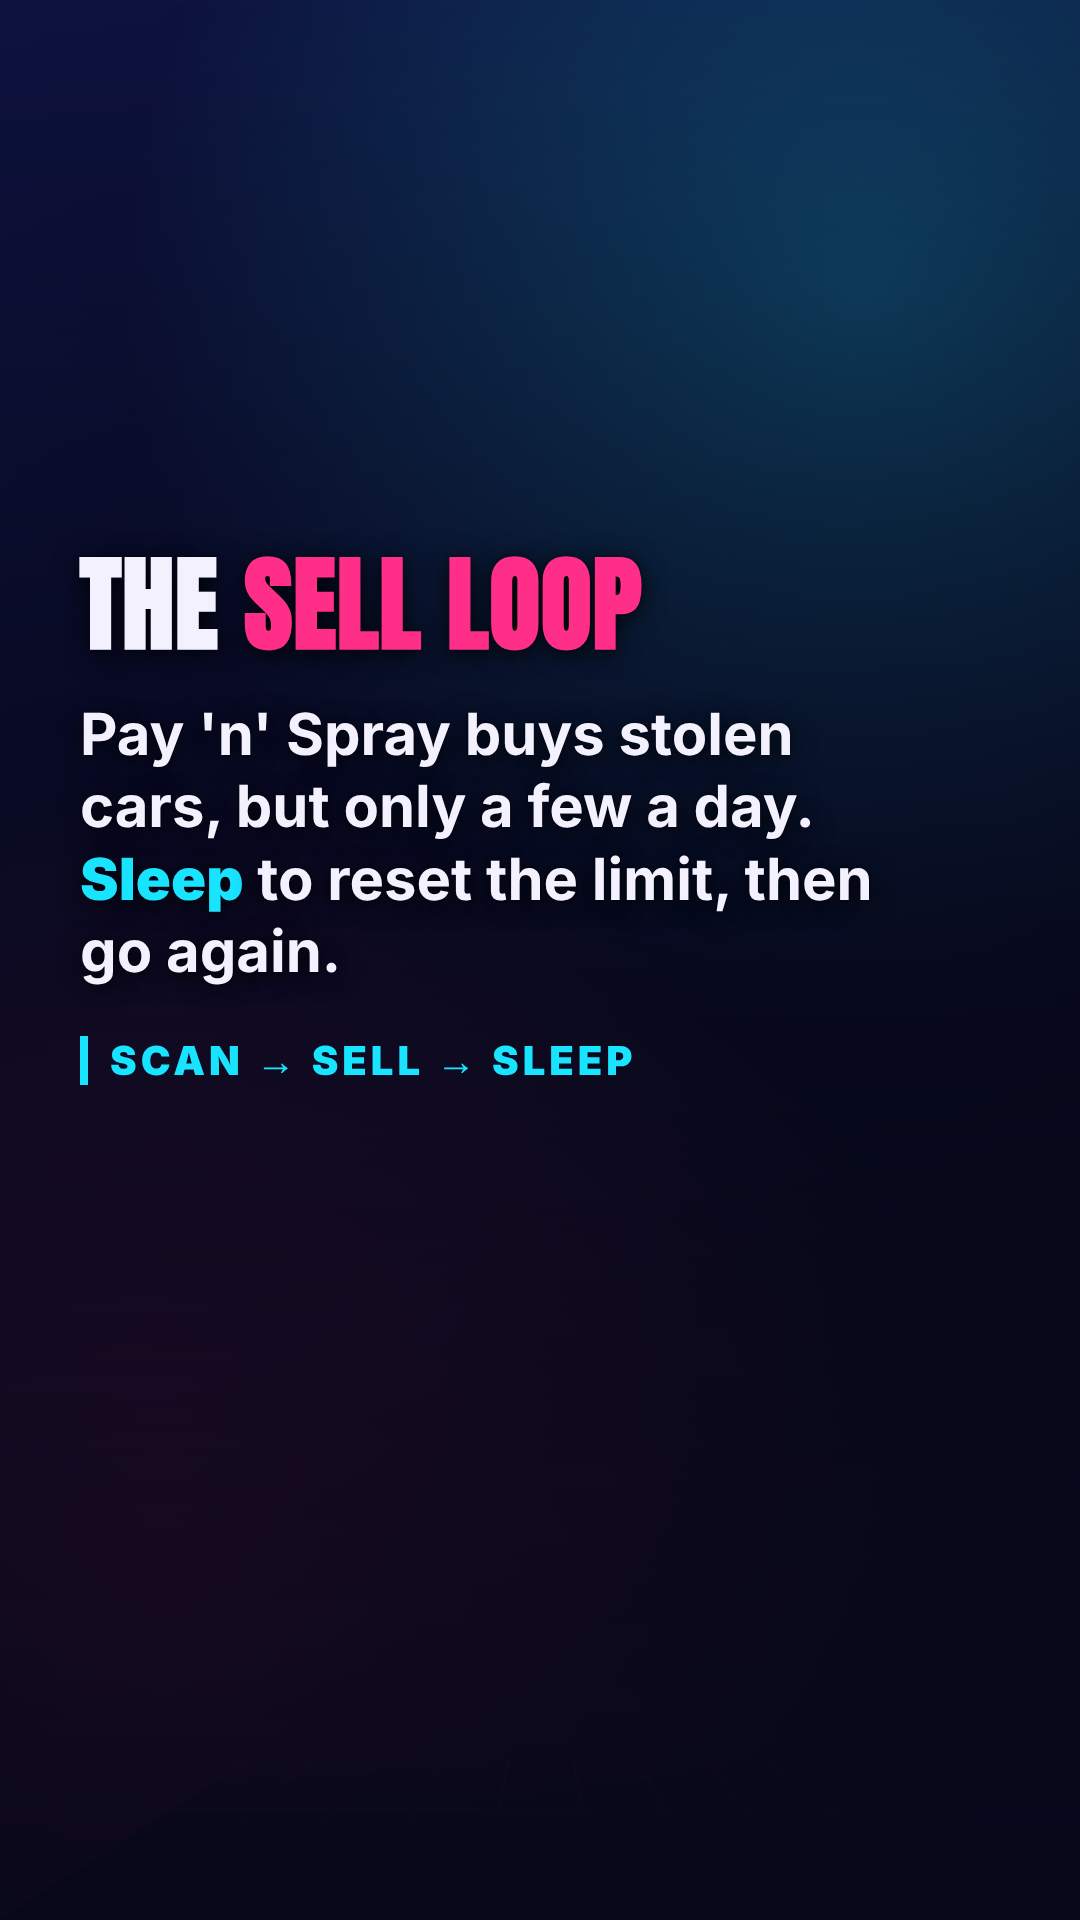 THE SELL LOOP
Pay 'n' Spray buys stolen
cars, but only a few a day.
Sleep to reset the limit, then
go again.
SCAN → SELL → SLEEP